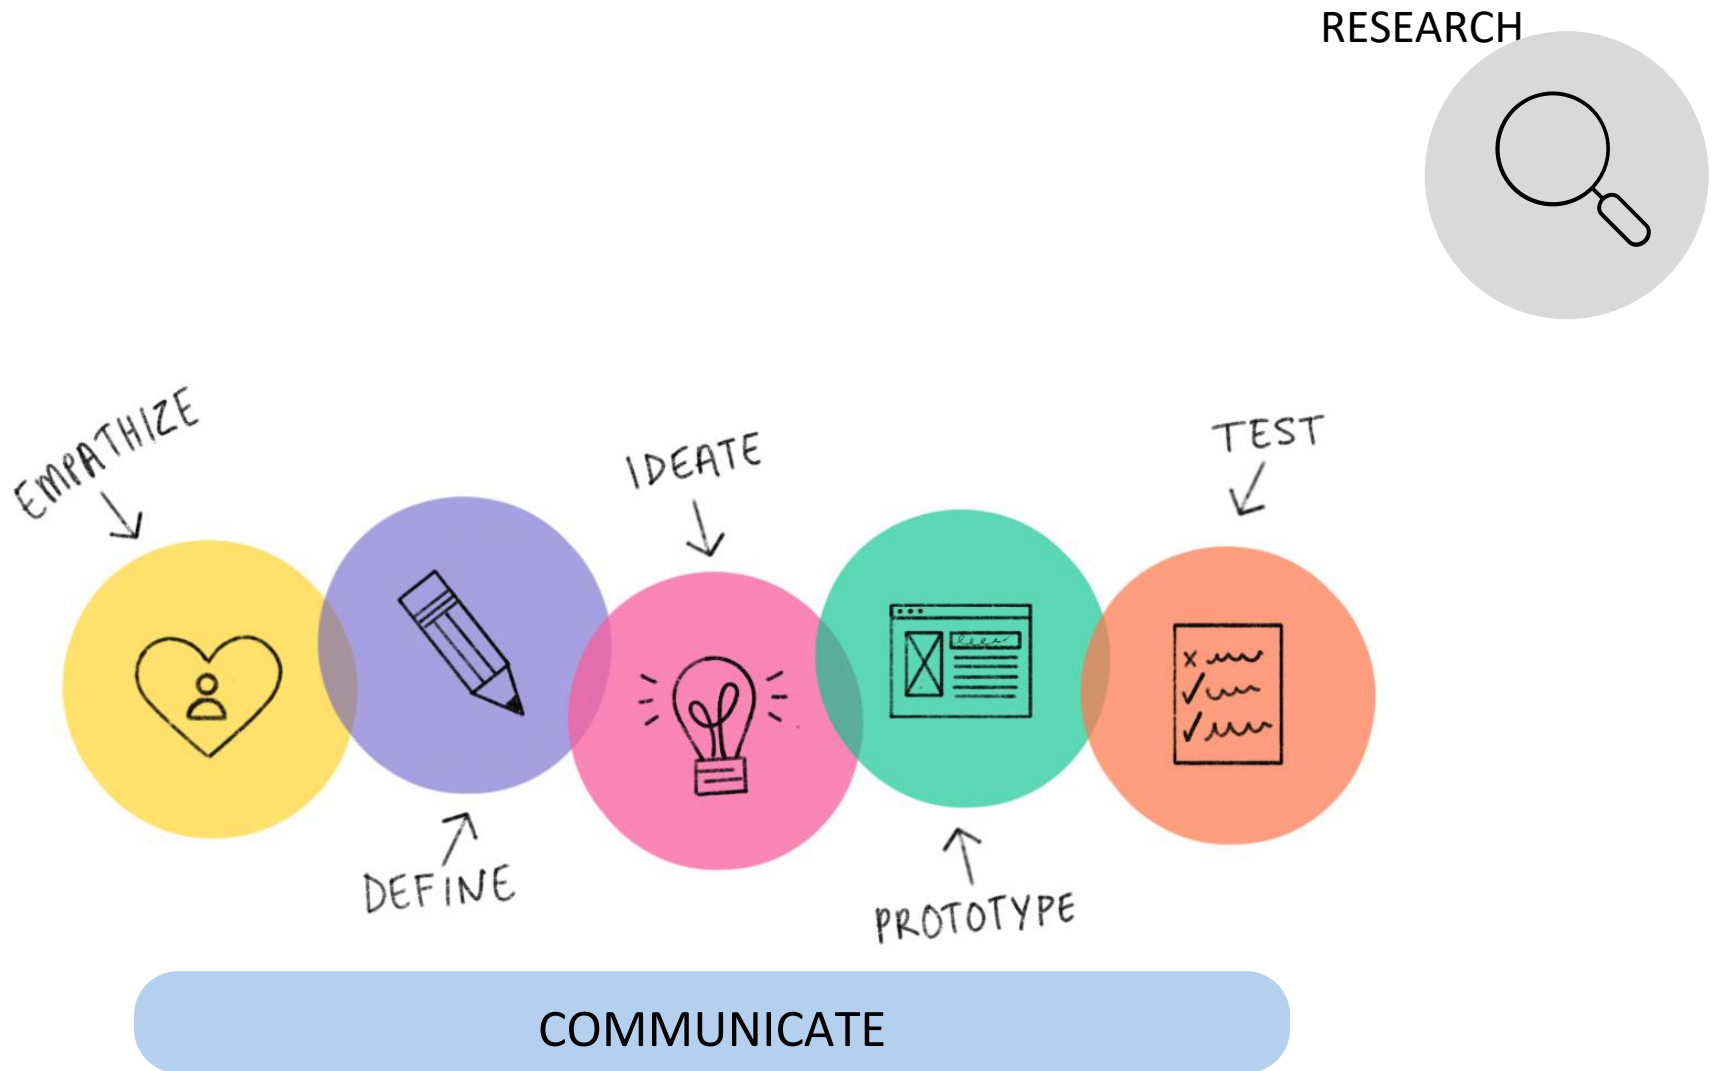 RESEARCH
EMPATHIZE
IDEATE
TEST
DEFINE
PROTOTYPE
COMMUNICATE